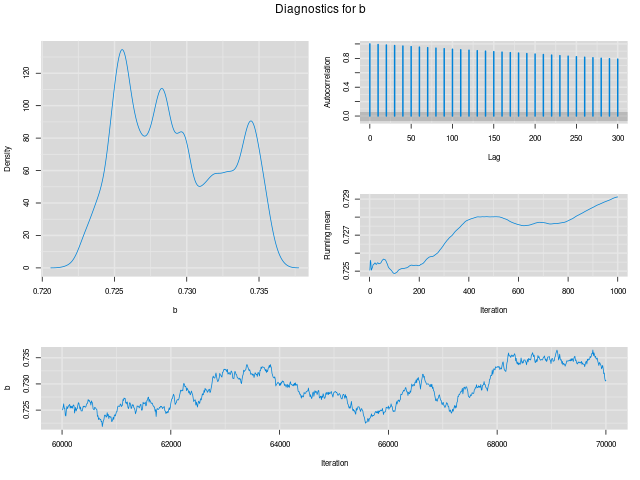 Diagnostics for b
Density
0 20 40 60 80 100 120
0.720 0.725 0.730 0.735
b
Autocorrelation
0.0 0.4 0.8
0 50 100 150 200 250 300
Lag
Running mean
0.725 0.727 0.729
0 200 400 600 800 1000
Iteration
b
0.725 0.730 0.735
60000 62000 64000 66000 68000 70000
Iteration